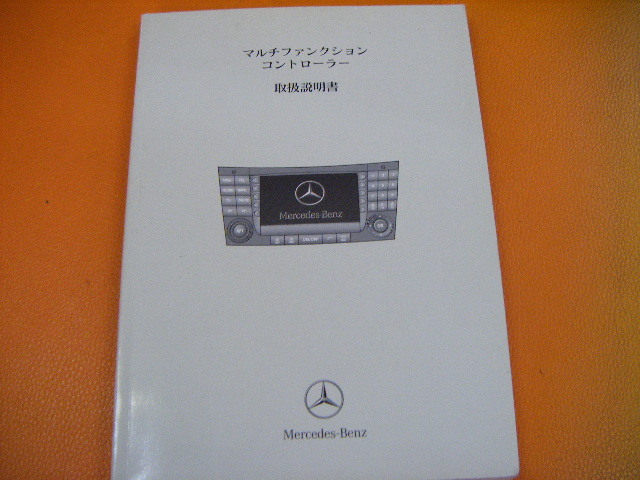 マルチファンクション
コントローラー
取扱説明書
Mercedes-Benz
Mercedes-Benz